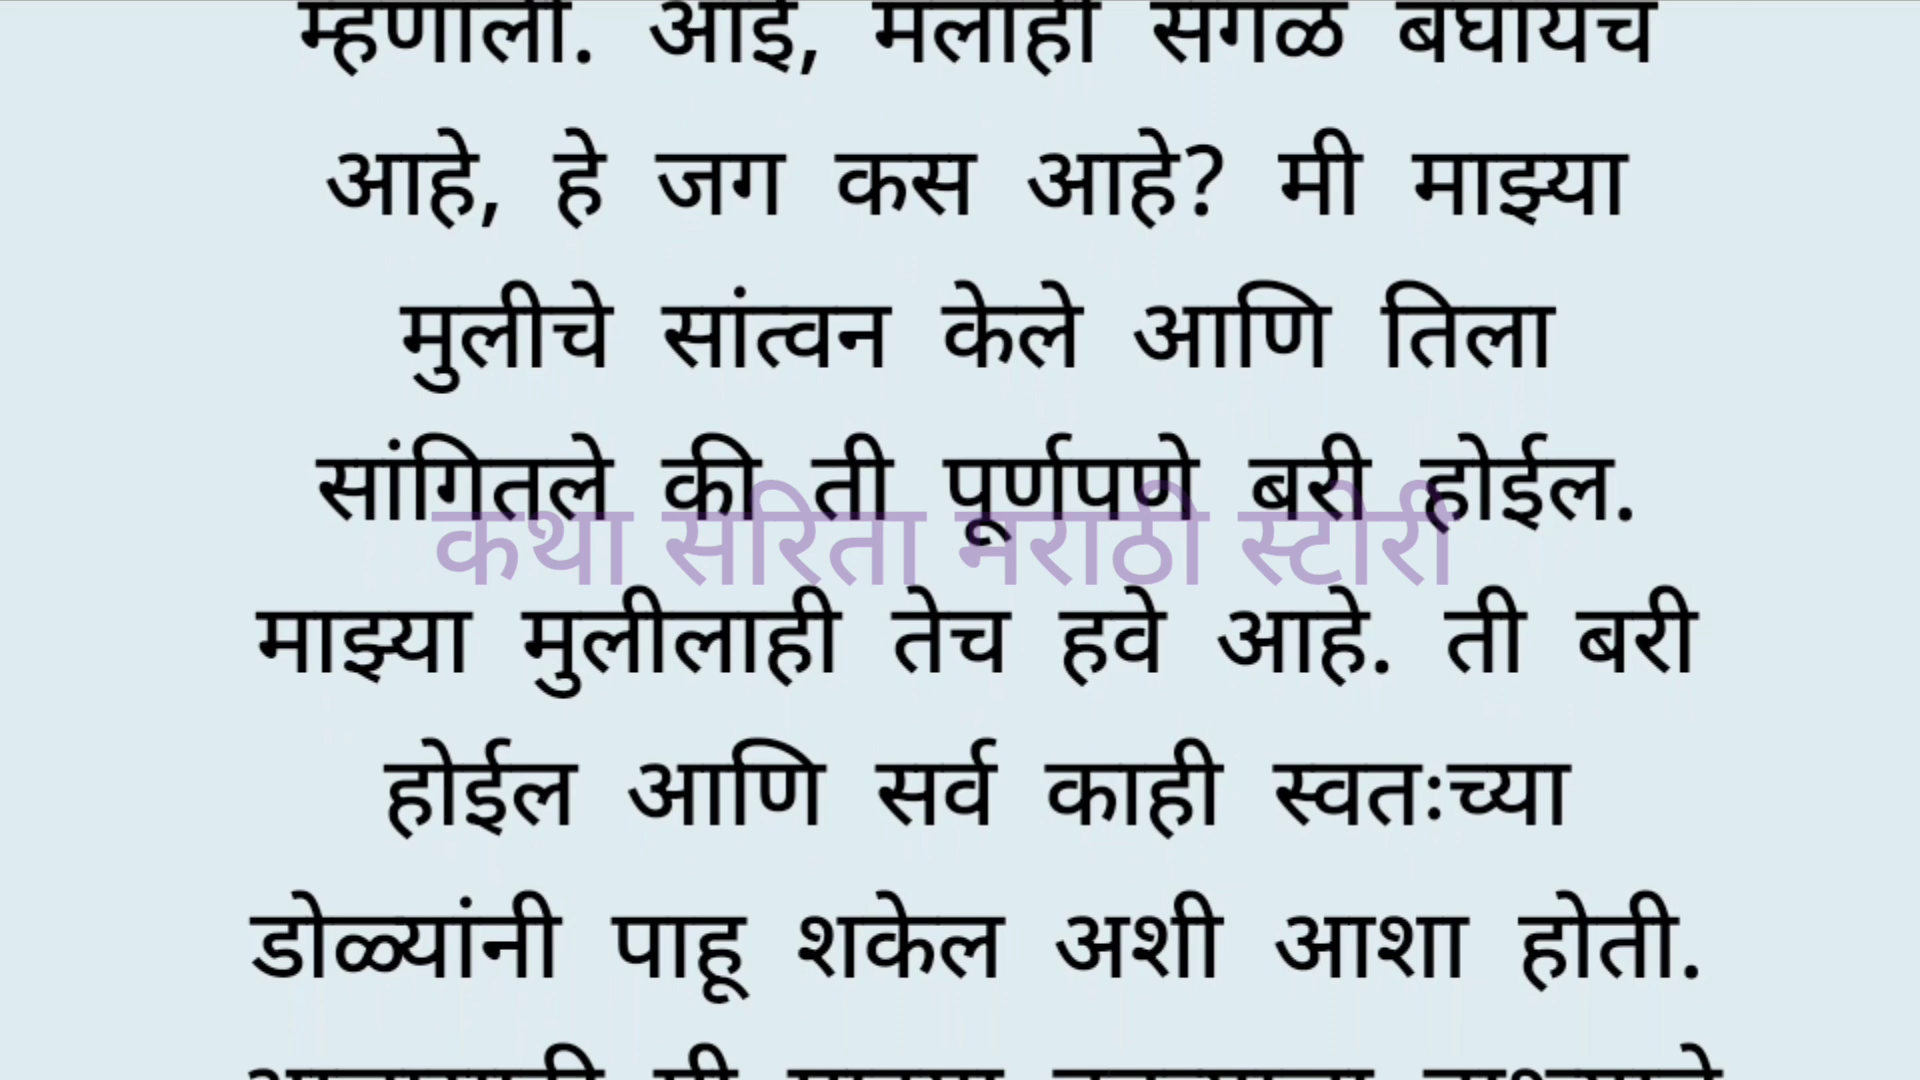 म्हणाली. आई, मलाही सगळं बघायचं
आहे, हे जग कस आहे? मी माझ्या
मुलीचे सांत्वन केले आणि तिला
सांगितले की ती पूर्णपणे बरी होईल.
कथा सरिता मराठी स्टोरी
माझ्या मुलीलाही तेच हवे आहे. ती बरी
होईल आणि सर्व काही स्वतःच्या
डोळ्यांनी पाहू शकेल अशी आशा होती.